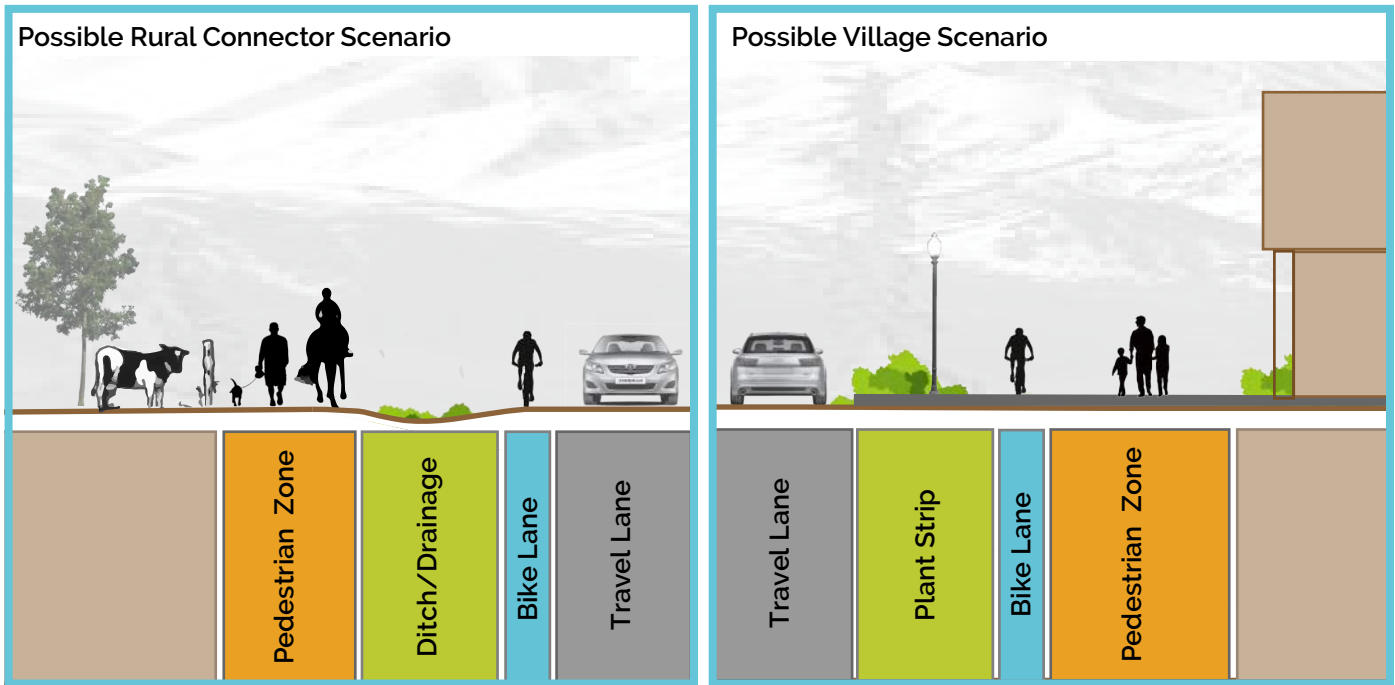 Possible Rural Connector Scenario
Pedestrian Zone
Ditch/Drainage
Bike Lane
Travel Lane
Possible Village Scenario
Travel Lane
Plant Strip
Bike Lane
Pedestrian Zone